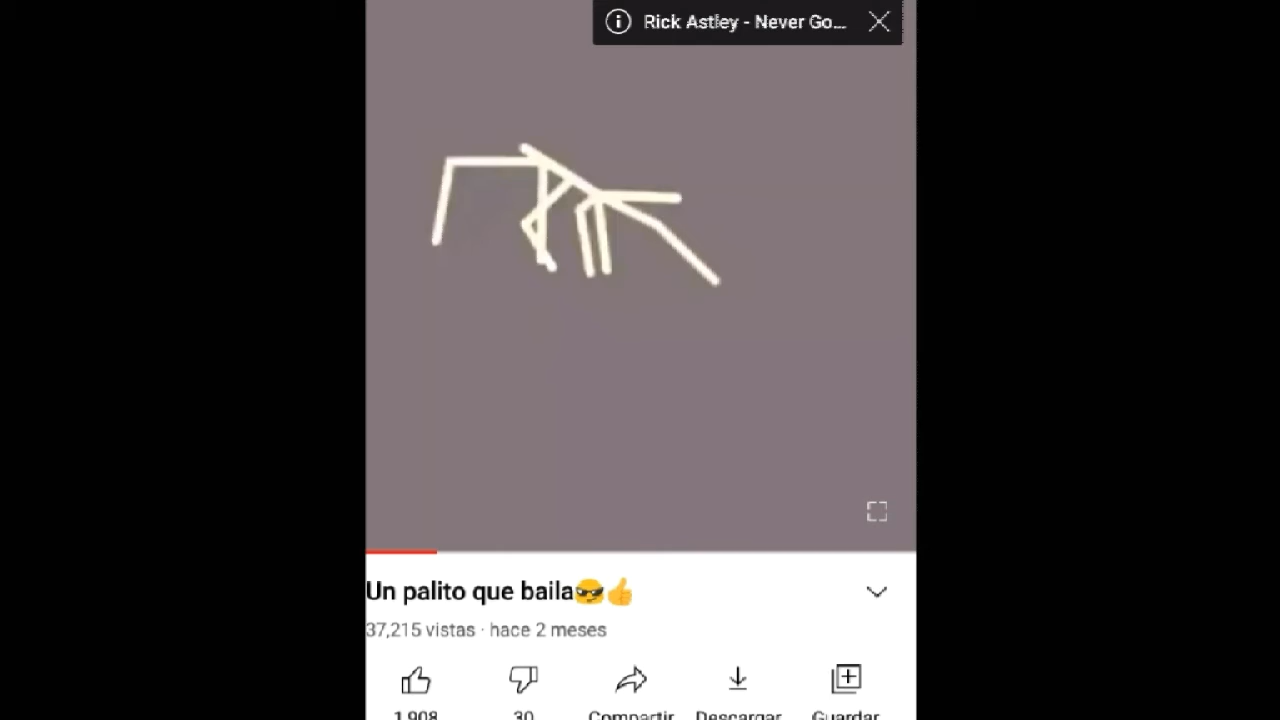 Rick Astley - Never Go...
Un palito que baila😎👍
37,215 vistas · hace 2 meses
1,908 30 Compartir Descargar Guardar